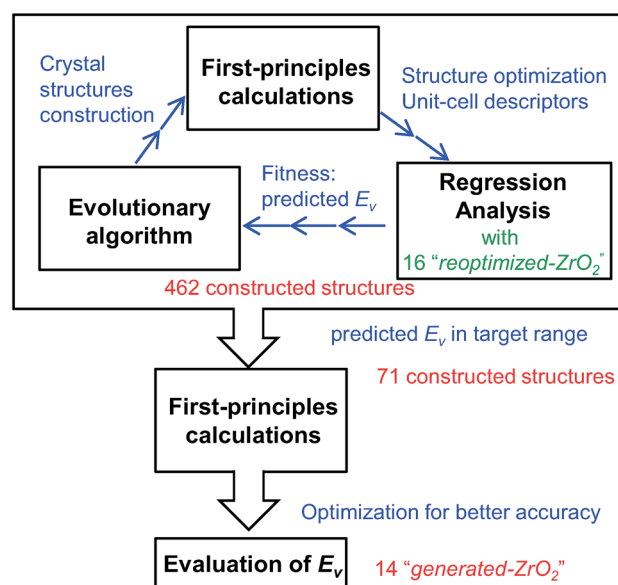 Crystal
structures
construction
First-principles
calculations
Structure optimization
Unit-cell descriptors
Fitness:
predicted Eᵥ
Evolutionary
algorithm
Regression
Analysis
with
16 “reoptimized-ZrO₂”
462 constructed structures
predicted Eᵥ in target range
71 constructed structures
First-principles
calculations
Optimization for better accuracy
Evaluation of Eᵥ
14 “generated-ZrO₂”